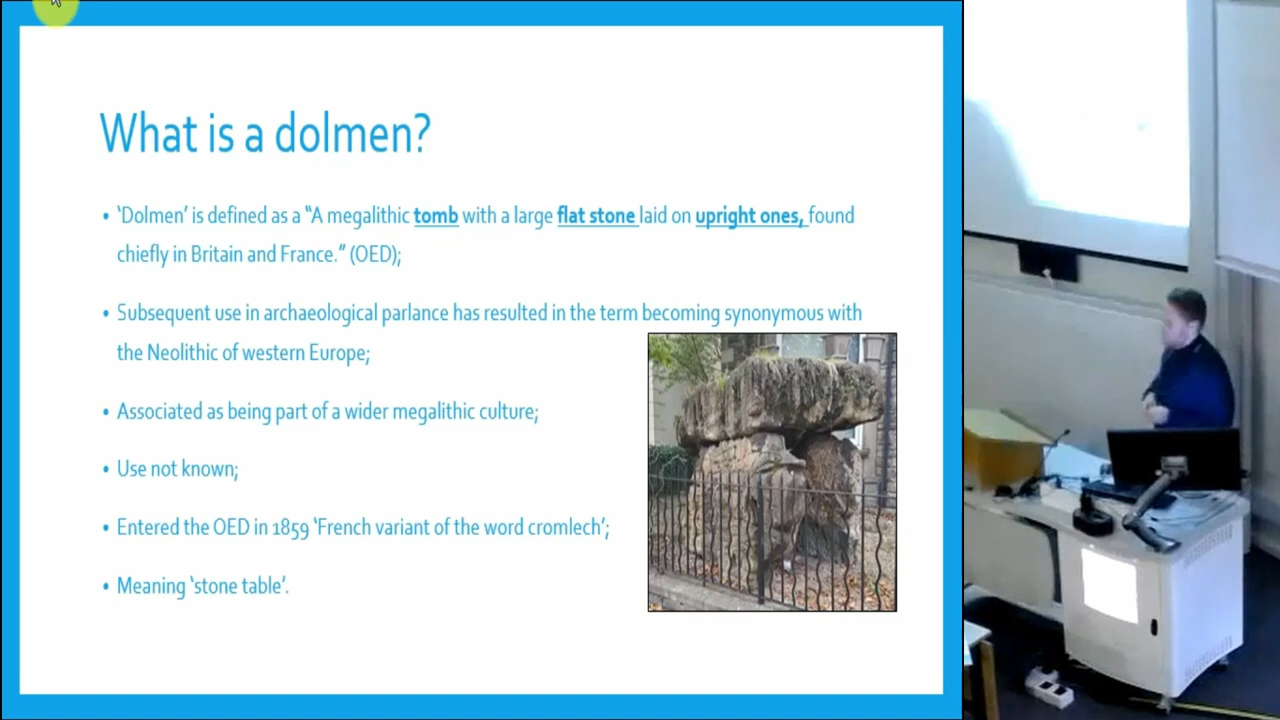 What is a dolmen?
• ‘Dolmen’ is defined as a “A megalithic tomb with a large flat stone laid on upright ones, found
chiefly in Britain and France.” (OED);
• Subsequent use in archaeological parlance has resulted in the term becoming synonymous with
the Neolithic of western Europe;
• Associated as being part of a wider megalithic culture;
• Use not known;
• Entered the OED in 1859 ‘French variant of the word cromlech’;
• Meaning ‘stone table’.